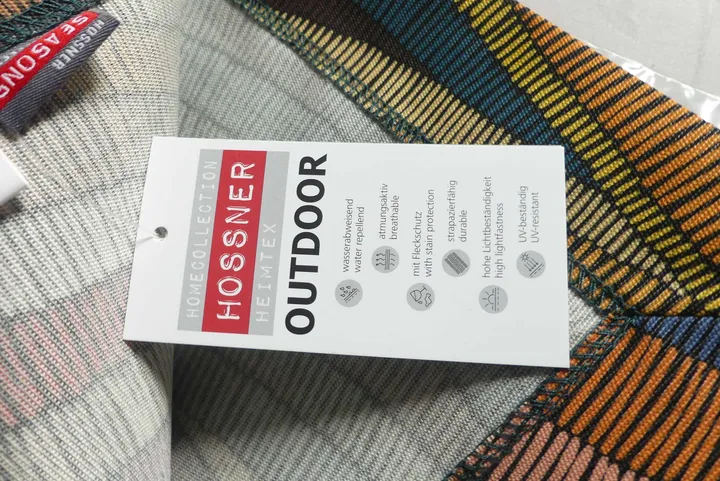 HOSSNER
SEASONS
HOMECOLLECTION
HOSSNER
HEIMTEX
OUTDOOR
wasserabweisend
water repellend
atmungsaktiv
breathable
mit Fleckschutz
with stain protection
strapazierfähig
durable
hohe Lichtbeständigkeit
high lightfastness
UV-beständig
UV-resistant